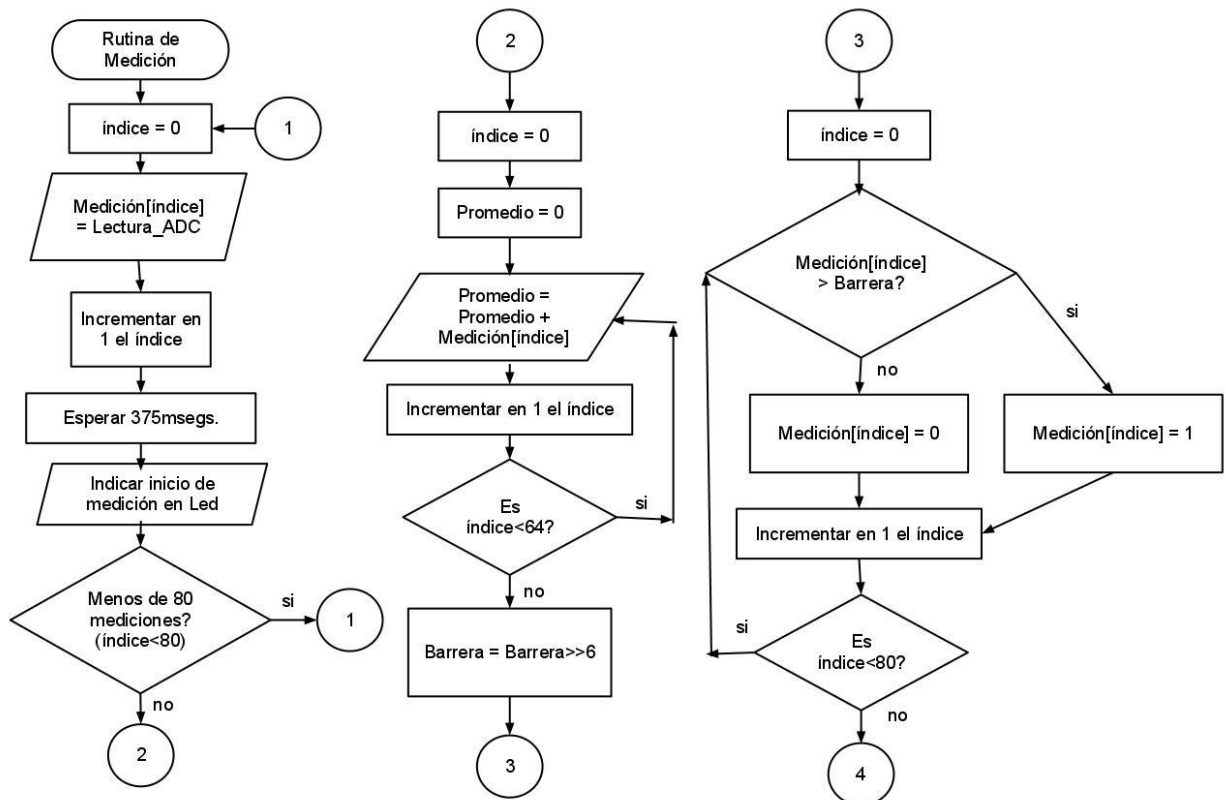 Rutina de
Medición
índice = 0
1
Medición[índice]
= Lectura_ADC
Incrementar en
1 el índice
Esperar 375msegs.
Indicar inicio de
medición en Led
Menos de 80
mediciones?
(índice<80)
si
1
no
2
2
índice = 0
Promedio = 0
Promedio =
Promedio +
Medición[índice]
Incrementar en 1 el índice
Es
índice<64?
si
no
Barrera = Barrera>>6
3
3
índice = 0
Medición[índice]
> Barrera?
si
no
Medición[índice] = 0
Medición[índice] = 1
Incrementar en 1 el índice
si
Es
índice<80?
no
4